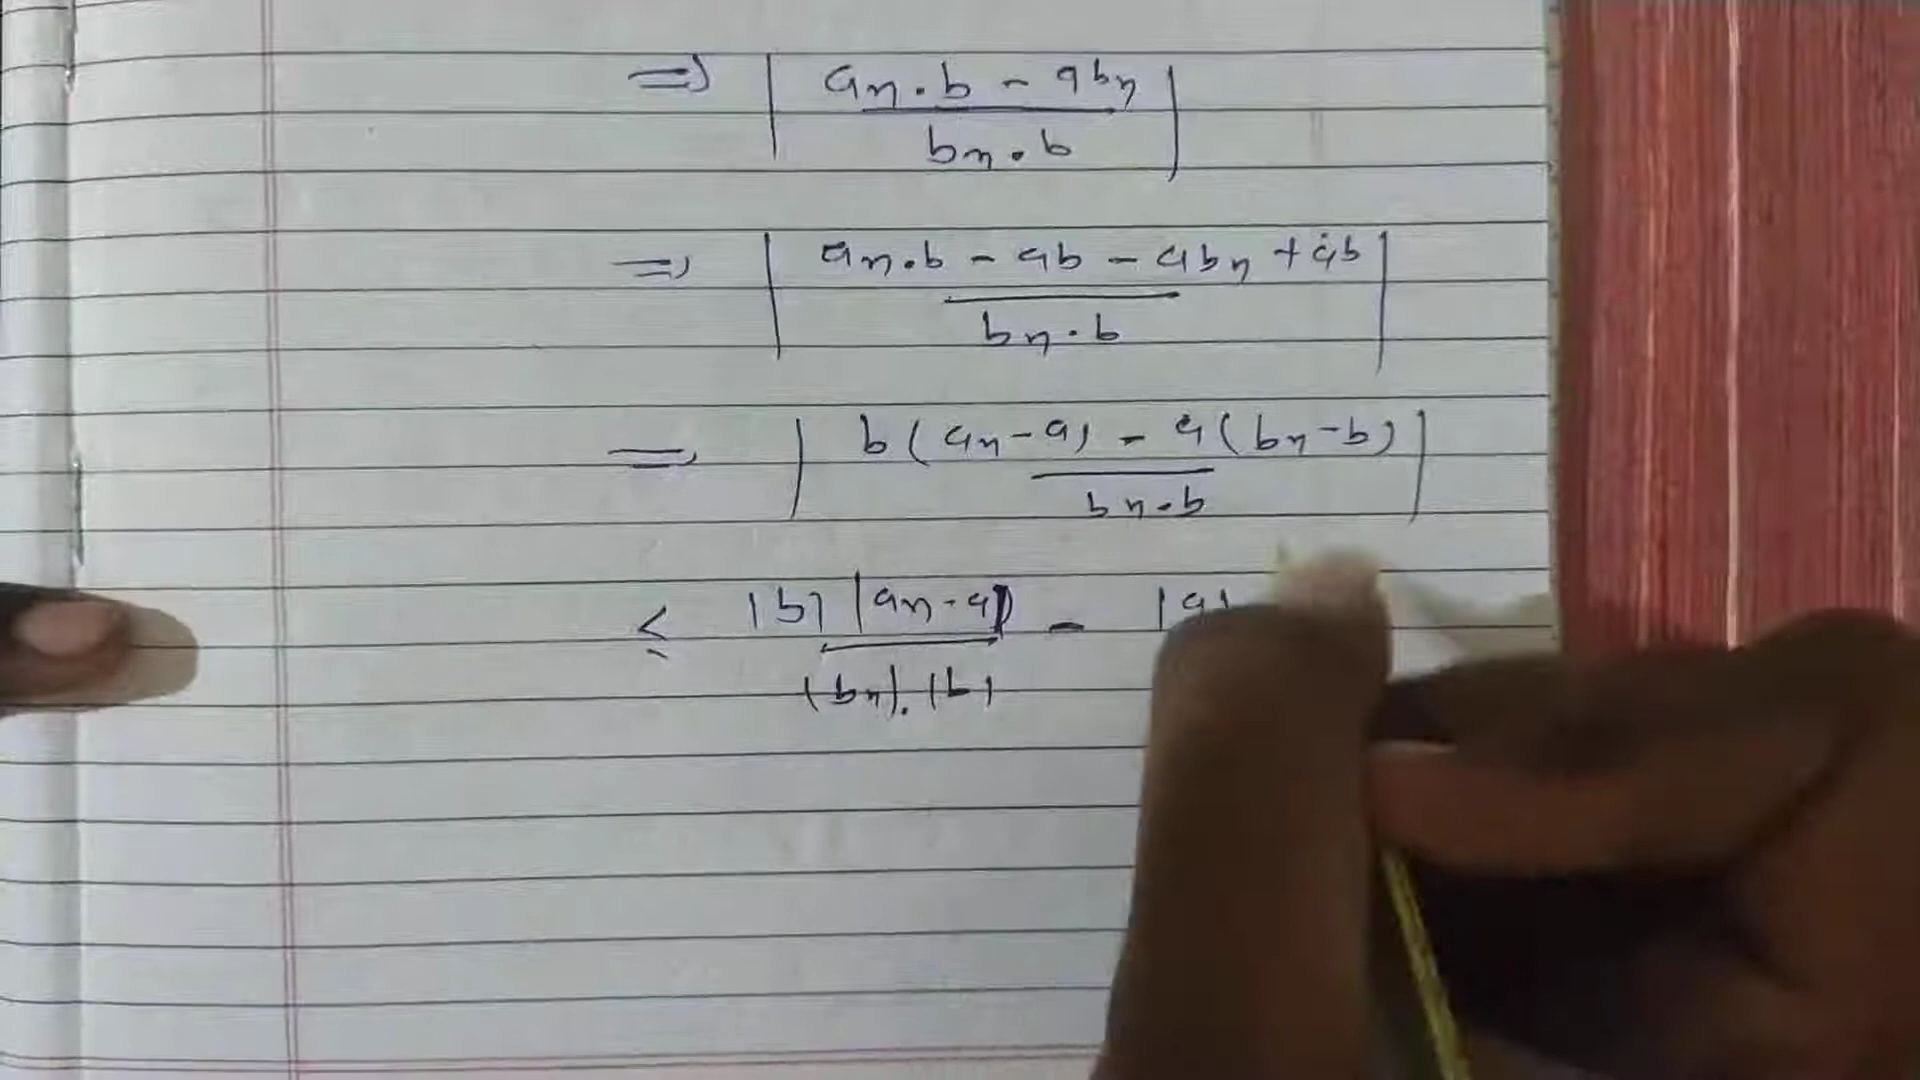 ⇒ | an·b - abn |
bn·b
⇒ | an·b - ab - abn + ab |
bn·b
⇒ | b(an-a) - a(bn-b) |
bn·b
≤ |b| |an-a| - |a|
|bn|.|b|